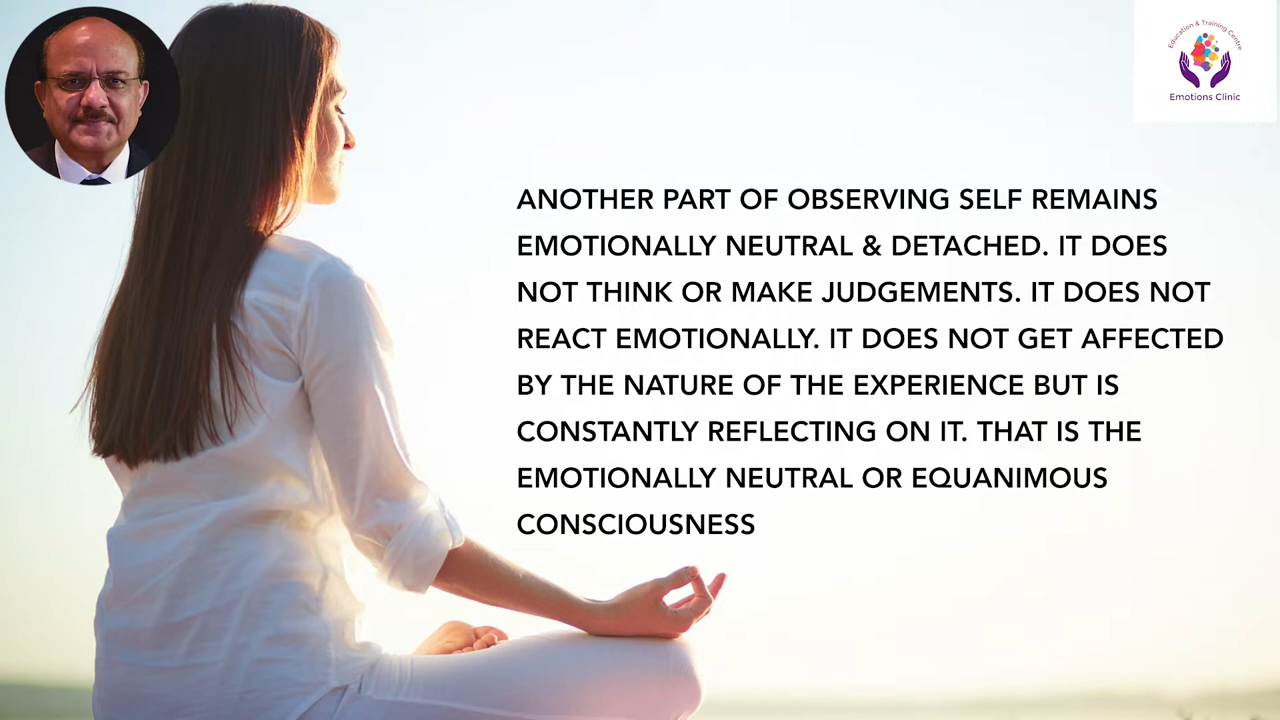 Education & Training Centre
Emotions Clinic
ANOTHER PART OF OBSERVING SELF REMAINS
EMOTIONALLY NEUTRAL & DETACHED. IT DOES
NOT THINK OR MAKE JUDGEMENTS. IT DOES NOT
REACT EMOTIONALLY. IT DOES NOT GET AFFECTED
BY THE NATURE OF THE EXPERIENCE BUT IS
CONSTANTLY REFLECTING ON IT. THAT IS THE
EMOTIONALLY NEUTRAL OR EQUANIMOUS
CONSCIOUSNESS